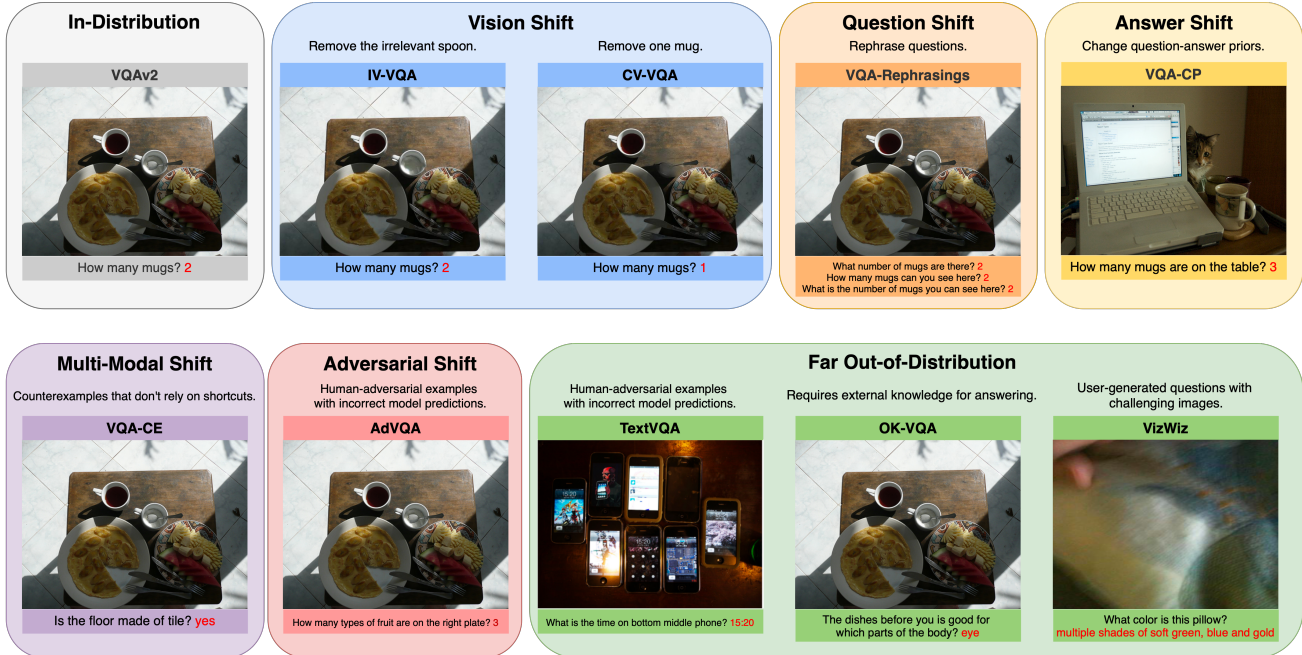 In-Distribution
VQAv2
How many mugs? 2
Vision Shift
Remove the irrelevant spoon.
IV-VQA
How many mugs? 2
Remove one mug.
CV-VQA
How many mugs? 1
Question Shift
Rephrase questions.
VQA-Rephrasings
What number of mugs are there? 2
How many mugs can you see here? 2
What is the number of mugs you can see here? 2
Answer Shift
Change question-answer priors.
VQA-CP
How many mugs are on the table? 3
Multi-Modal Shift
Counterexamples that don't rely on shortcuts.
VQA-CE
Is the floor made of tile? yes
Adversarial Shift
Human-adversarial examples
with incorrect model predictions.
AdVQA
How many types of fruit are on the right plate? 3
Far Out-of-Distribution
Human-adversarial examples
with incorrect model predictions.
TextVQA
15:20
15:20
What is the time on bottom middle phone? 15:20
Requires external knowledge for answering.
OK-VQA
The dishes before you is good for
which parts of the body? eye
User-generated questions with
challenging images.
VizWiz
What color is this pillow?
multiple shades of soft green, blue and gold